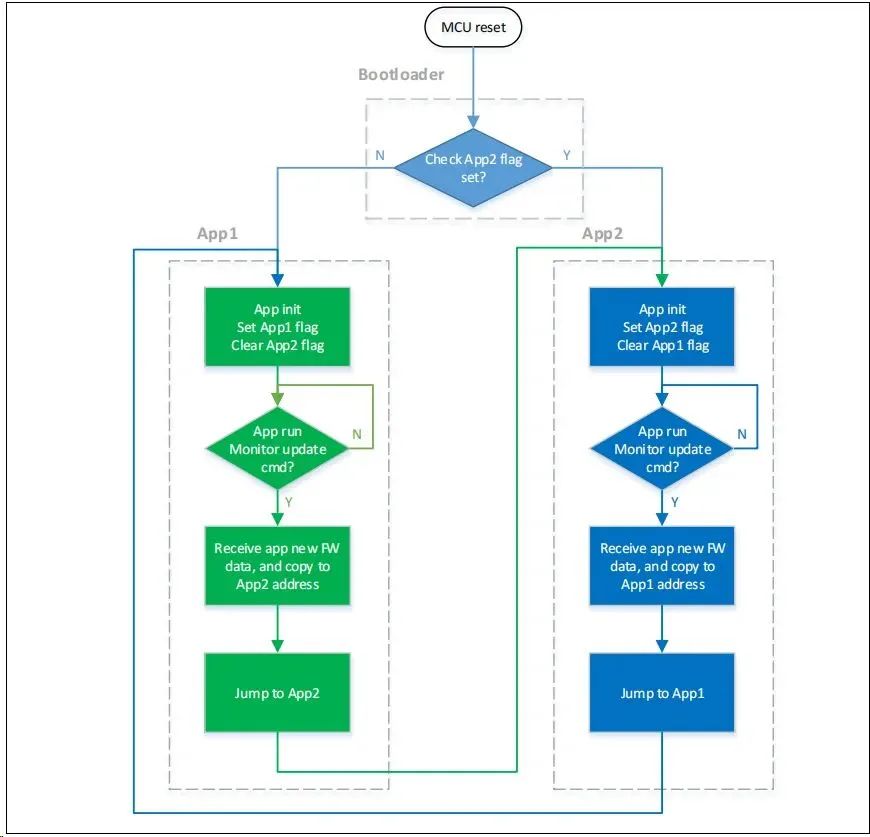 MCU reset
Bootloader
N
Check App2 flag
set?
Y
App1
App init
Set App1 flag
Clear App2 flag
App run
Monitor update
cmd?
N
Y
Receive app new FW
data, and copy to
App2 address
Jump to App2
App2
App init
Set App2 flag
Clear App1 flag
App run
Monitor update
cmd?
N
Y
Receive app new FW
data, and copy to
App1 address
Jump to App1